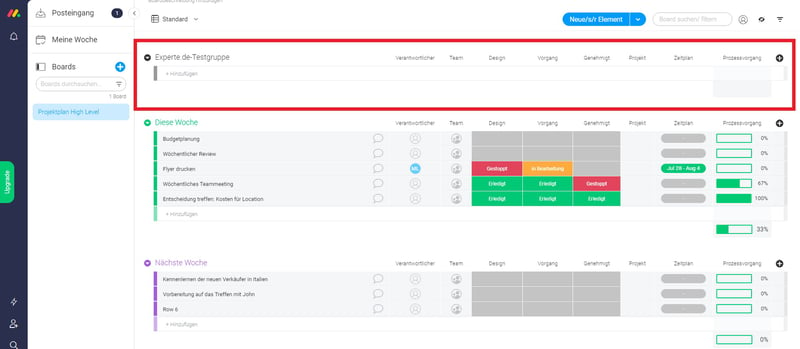 Standard Neue/s/r Element Board suchen/ filtern
Posteingang 1
Meine Woche
Boards
Boards durchsuchen...
1 Board
Projektplan High Level
Upgrade
Experte.de-Testgruppe Verantwortlicher Team Design Vorgang Genehmigt Projekt Zeitplan Prozessvorgang
+ Hinzufügen
Diese Woche Verantwortlicher Team Design Vorgang Genehmigt Projekt Zeitplan Prozessvorgang
Budgetplanung - 0%
Wöchentlicher Review - 0%
Flyer drucken ML Gestoppt in Bearbeitung Jul 28 - Aug 4 0%
Wöchentliches Teammeeting Erledigt Erledigt Gestoppt - 67%
Entscheidung treffen: Kosten für Location Erledigt Erledigt Erledigt - 100%
+ Hinzufügen
33%
Nächste Woche Verantwortlicher Team Design Vorgang Genehmigt Projekt Zeitplan Prozessvorgang
Kennenlernen der neuen Verkäufer in Italien - 0%
Vorbereitung auf das Treffen mit John - 0%
Row 6 - 0%
+ Hinzufügen
0%